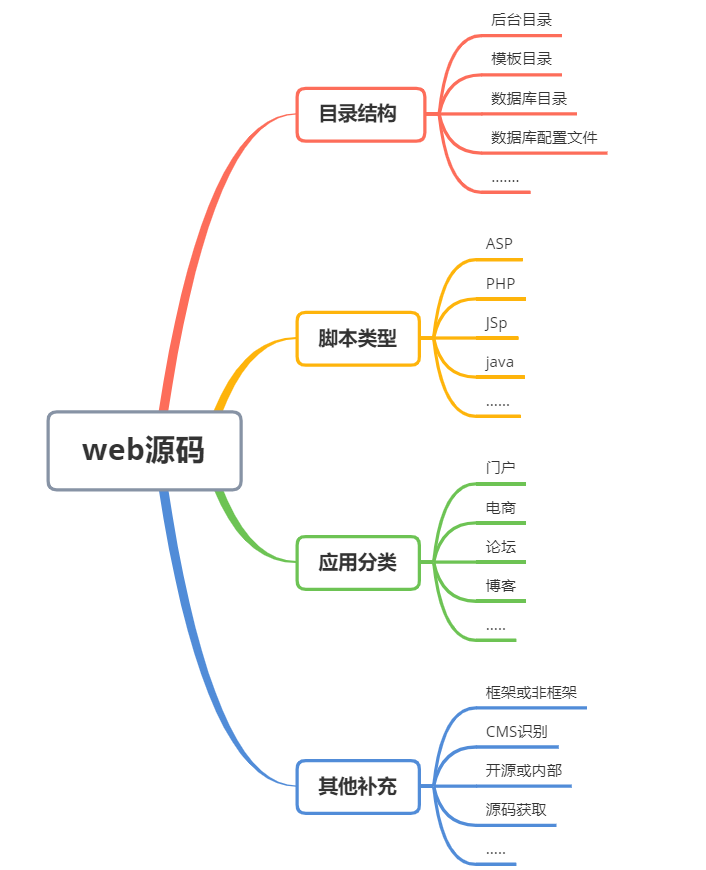 web源码
目录结构
后台目录
模板目录
数据库目录
数据库配置文件
.......
脚本类型
ASP
PHP
JSp
java
......
应用分类
门户
电商
论坛
博客
.....
其他补充
框架或非框架
CMS识别
开源或内部
源码获取
.....